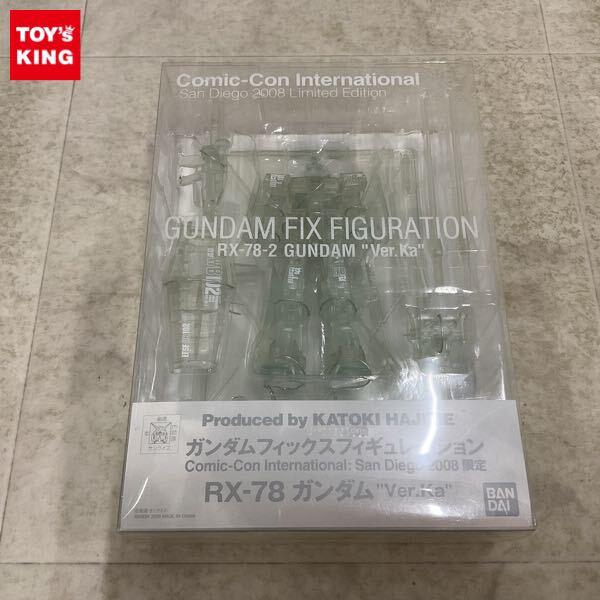 TOY's
KING
Comic-Con International
San Diego 2008 Limited Edition
GUNDAM FIX FIGURATION
RX-78-2 GUNDAM "Ver.Ka"
Produced by KATOKI HAJIME
ガンダムフィックスフィギュレーション
Comic-Con International: San Diego 2008 限定
RX-78 ガンダム "Ver.Ka"
BAN
DAI